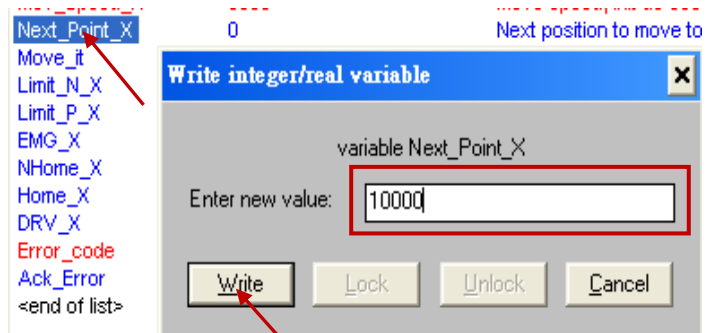 Next_Point_X 0 Next position to move to
Move_it
Write integer/real variable
Limit_N_X
Limit_P_X
EMG_X
variable Next_Point_X
NHome_X
Home_X
Enter new value: 10000
DRV_X
Error_code
Ack_Error
Write Lock Unlock Cancel
<end of list>